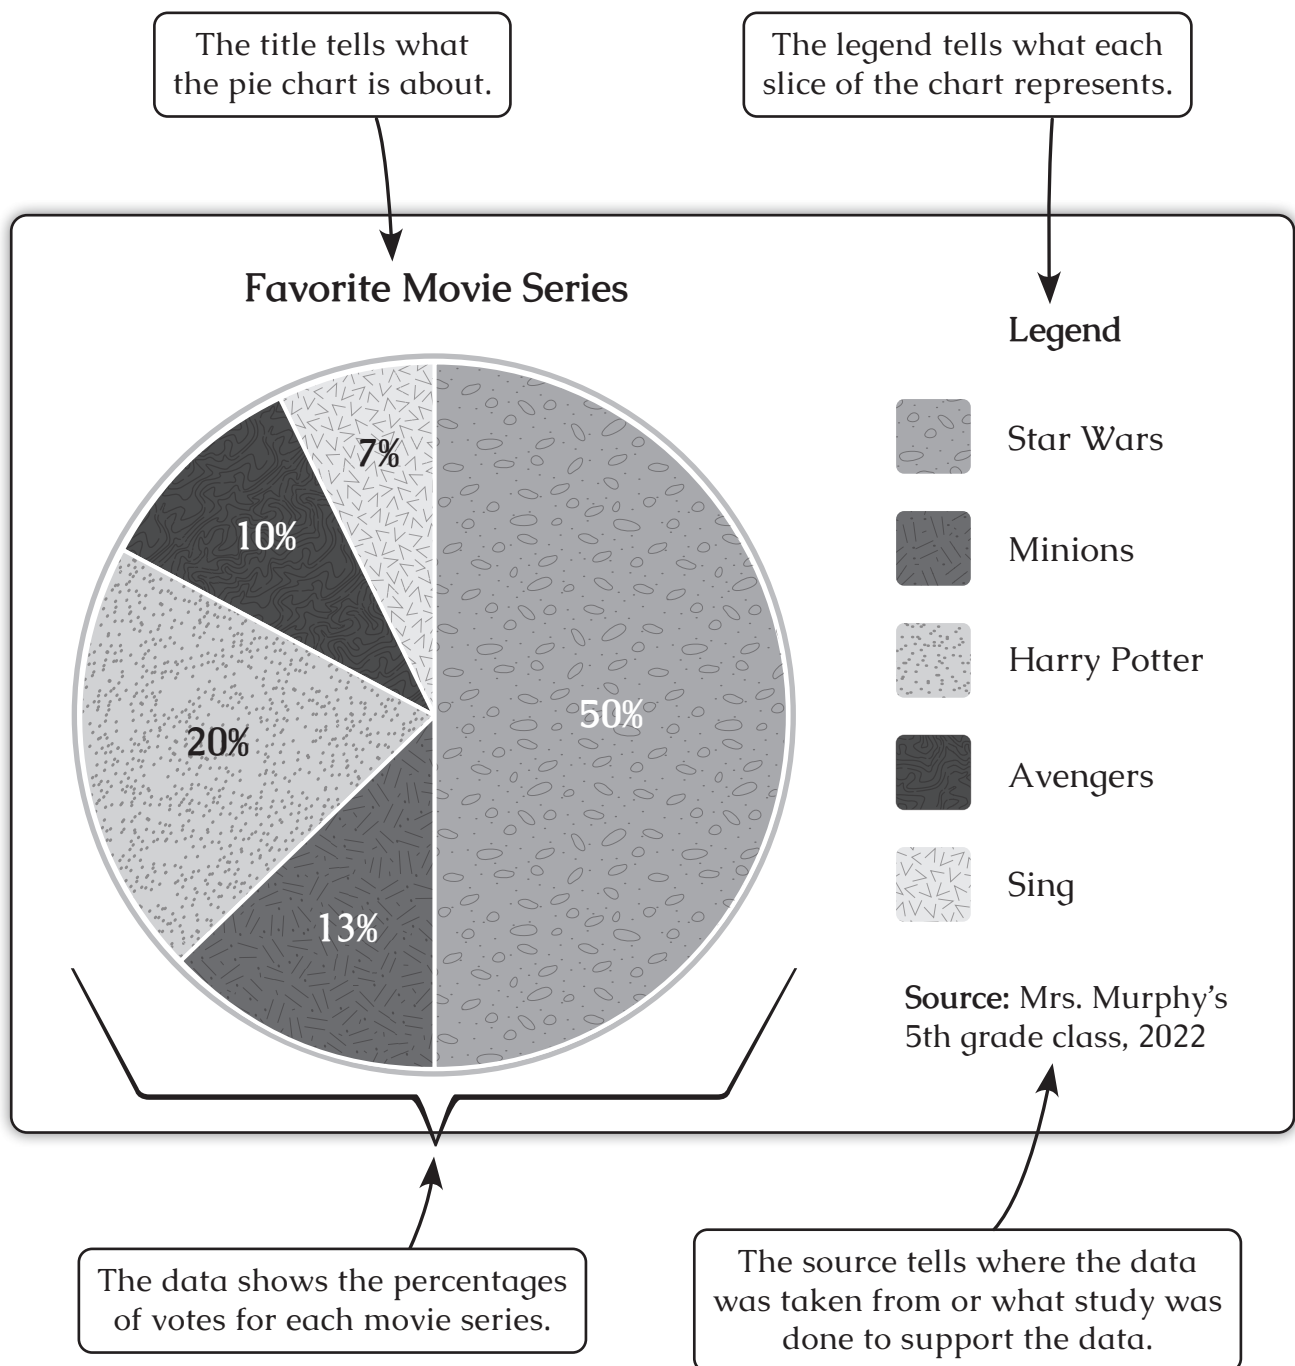 The title tells what
the pie chart is about.
The legend tells what each
slice of the chart represents.
Favorite Movie Series
7%
10%
20%
13%
50%
Legend
Star Wars
Minions
Harry Potter
Avengers
Sing
Source: Mrs. Murphy's
5th grade class, 2022
The data shows the percentages
of votes for each movie series.
The source tells where the data
was taken from or what study was
done to support the data.